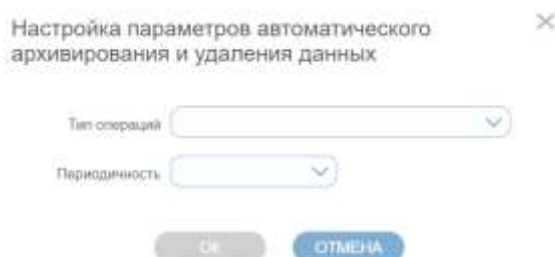 Настройка параметров автоматического
архивирования и удаления данных
Тип операций
Периодичность
ОК
ОТМЕНА